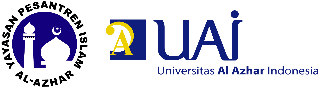 YAYASAN PESANTREN ISLAM
AL-AZHAR
A
UAI
Universitas Al Azhar Indonesia